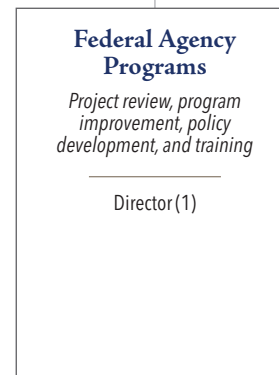 Federal Agency
Programs
Project review, program
improvement, policy
development, and training
Director (1)